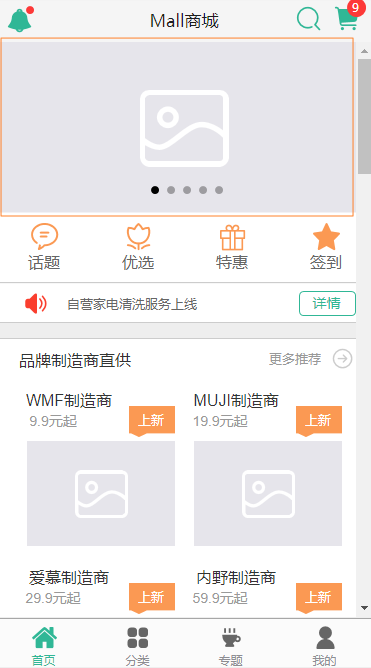 Mall商城
9
话题 优选 特惠 签到
自营家电清洗服务上线 详情
品牌制造商直供 更多推荐
WMF制造商 MUJI制造商
9.9元起 上新 19.9元起 上新
爱慕制造商 内野制造商
29.9元起 上新 59.9元起 上新
首页 分类 专题 我的